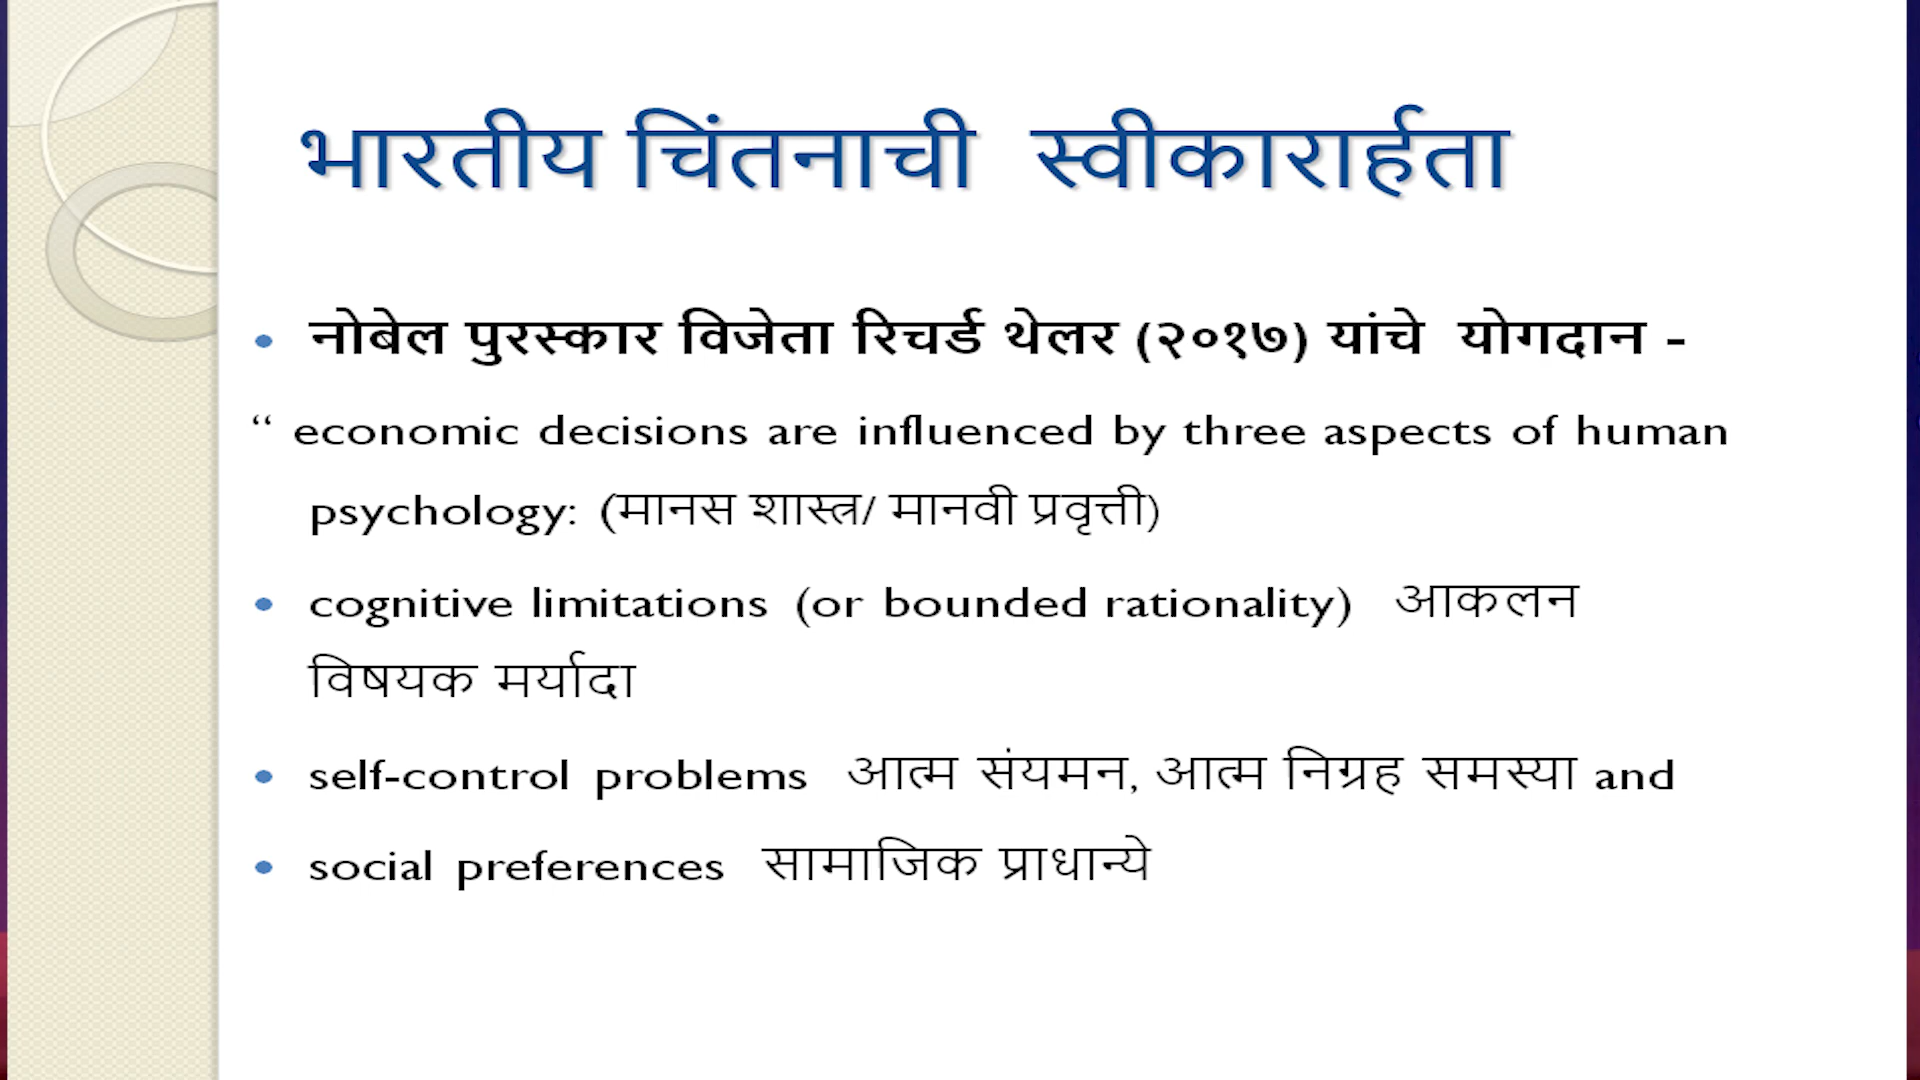 भारतीय चिंतनाची स्वीकारार्हता
• नोबेल पुरस्कार विजेता रिचर्ड थेलर (२०१७) यांचे योगदान -
“ economic decisions are influenced by three aspects of human
psychology: (मानस शास्त्र/ मानवी प्रवृत्ती)
• cognitive limitations (or bounded rationality) आकलन
विषयक मर्यादा
• self-control problems आत्म संयमन, आत्म निग्रह समस्या and
• social preferences सामाजिक प्राधान्ये